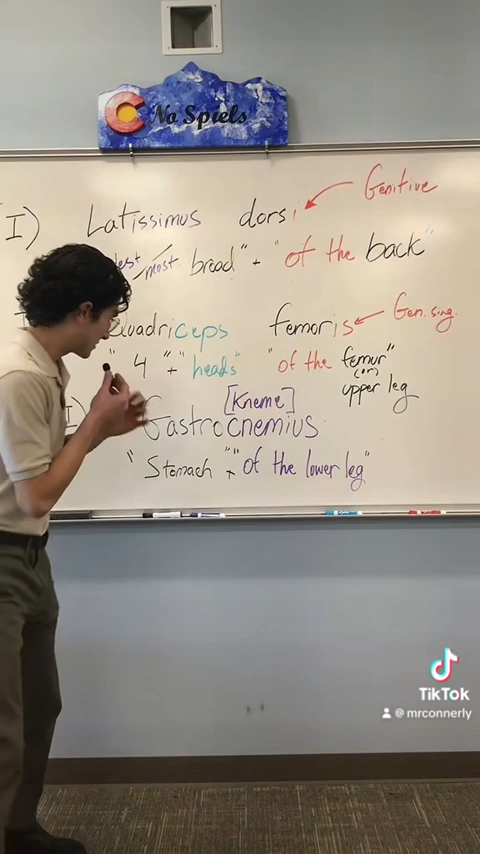 C No Spiels
I) Latissimus dorsi Genitive
most broad" + "of the back"
Quadriceps femoris Gen. sing.
"4" + "heads" "of the femur"
(or)
upper leg
[Kneme]
Gastrocnemius
"Stomach" + "of the lower leg"
TikTok
@mrconnerly